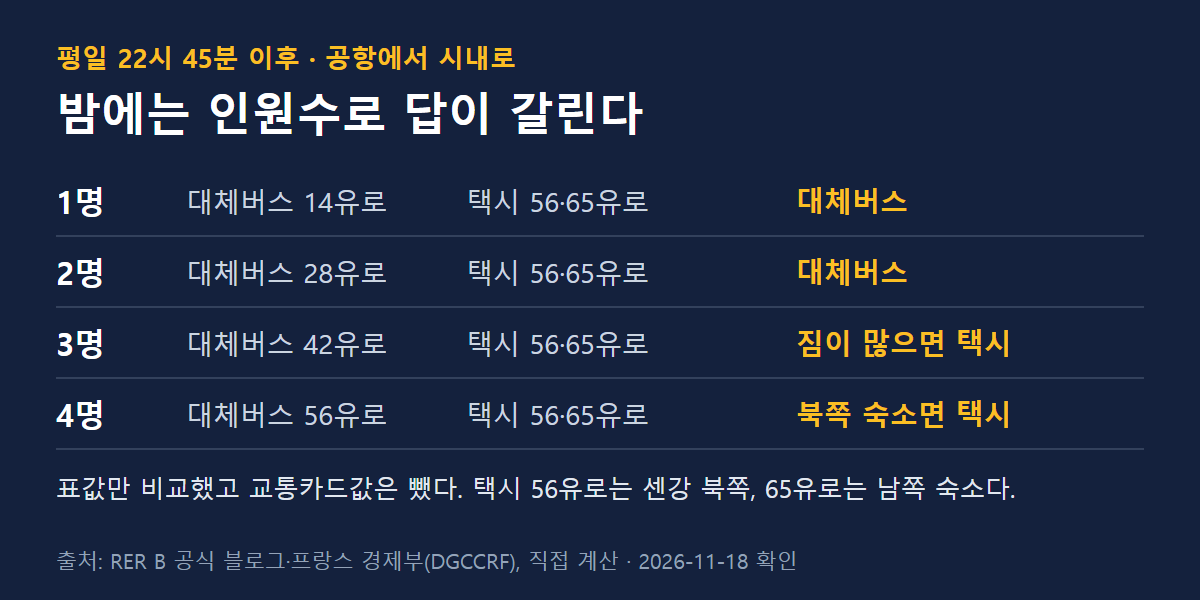 평일 22시 45분 이후 · 공항에서 시내로
밤에는 인원수로 답이 갈린다
1명 대체버스 14유로 택시 56·65유로 대체버스
2명 대체버스 28유로 택시 56·65유로 대체버스
3명 대체버스 42유로 택시 56·65유로 짐이 많으면 택시
4명 대체버스 56유로 택시 56·65유로 북쪽 숙소면 택시
표값만 비교했고 교통카드값은 뺐다. 택시 56유로는 센강 북쪽, 65유로는 남쪽 숙소다.
출처: RER B 공식 블로그·프랑스 경제부(DGCCRF), 직접 계산 · 2026-11-18 확인